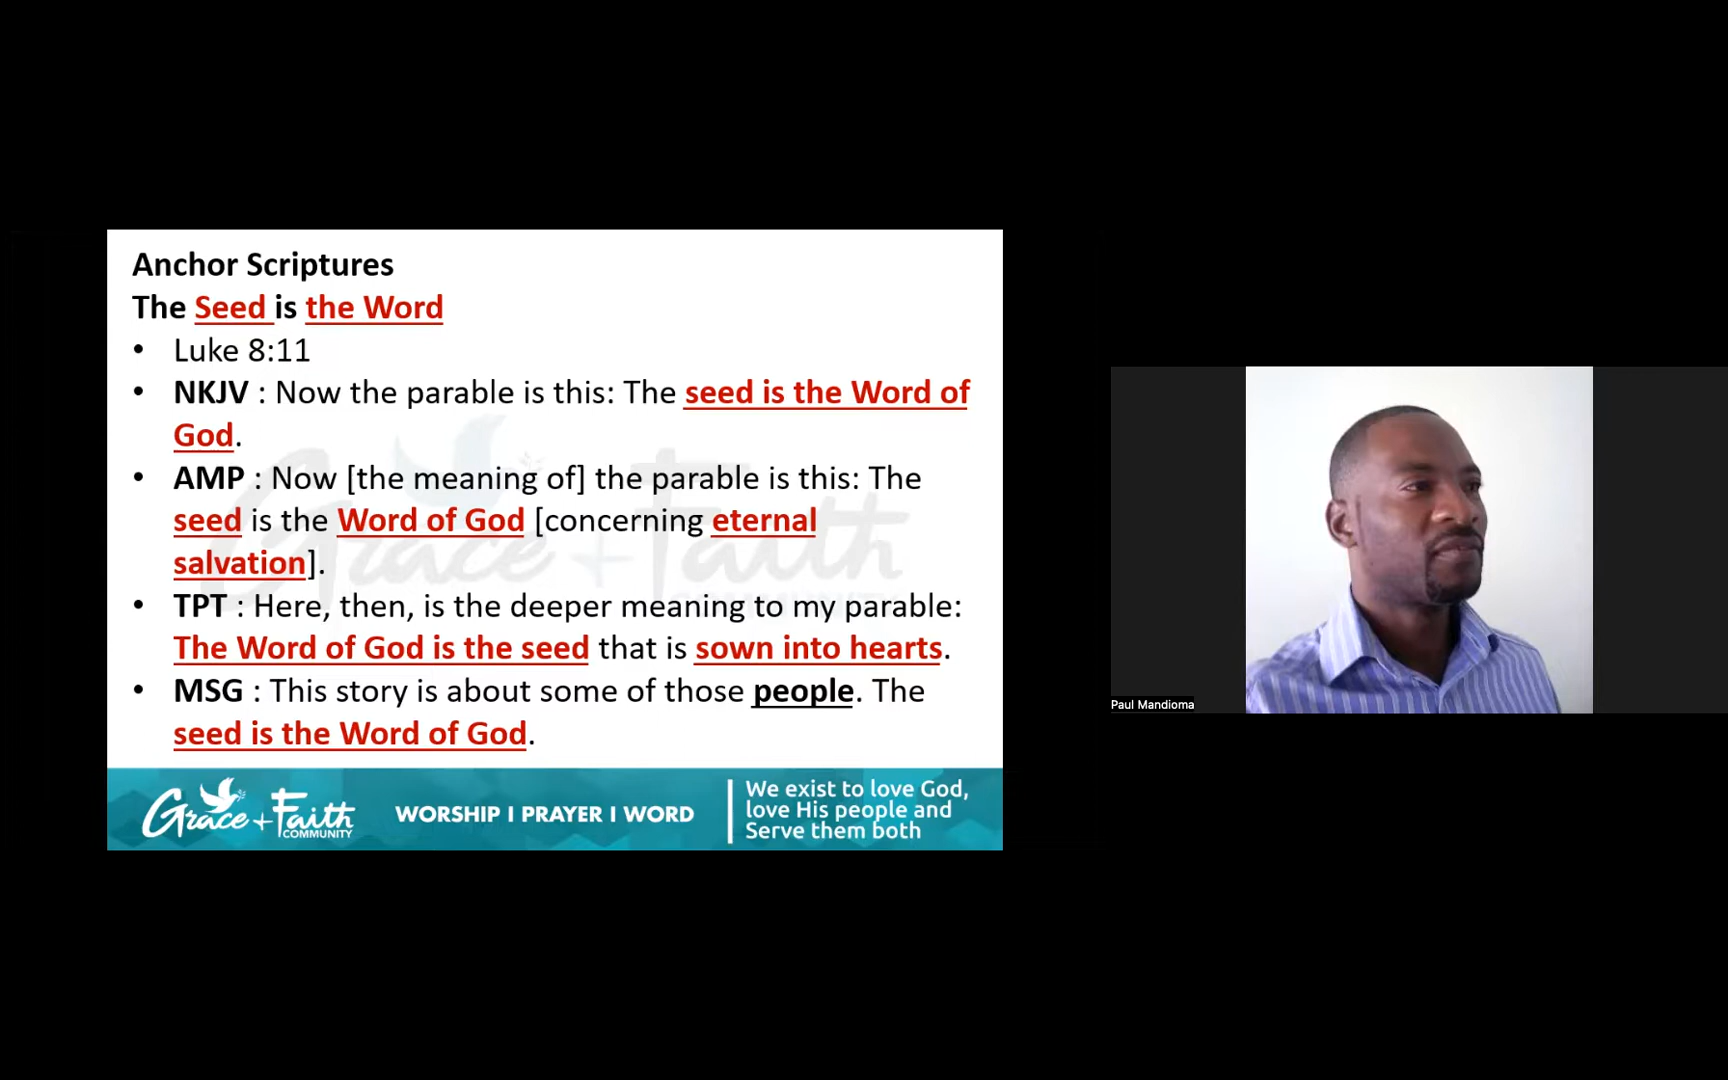 Anchor Scriptures
The Seed is the Word
• Luke 8:11
• NKJV : Now the parable is this: The seed is the Word of
God.
• AMP : Now [the meaning of] the parable is this: The
seed is the Word of God [concerning eternal
salvation].
• TPT : Here, then, is the deeper meaning to my parable:
The Word of God is the seed that is sown into hearts.
• MSG : This story is about some of those people. The
seed is the Word of God.
Grace + Faith
COMMUNITY
Grace + Faith
COMMUNITY
WORSHIP | PRAYER | WORD
We exist to love God,
love His people and
Serve them both
Paul Mandioma